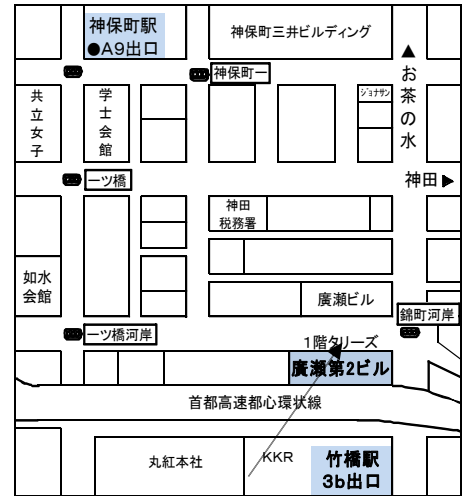 神保町駅
●A9出口
神保町三井ビルディング
▲
お茶の水
神保町一
共立女子
学士会館
ジョナサン
一ツ橋
神田▶
神田
税務署
如水
会館
廣瀬ビル
錦町河岸
一ツ橋河岸
1階タリーズ
廣瀬第2ビル
首都高速都心環状線
丸紅本社
KKR
竹橋駅
3b出口